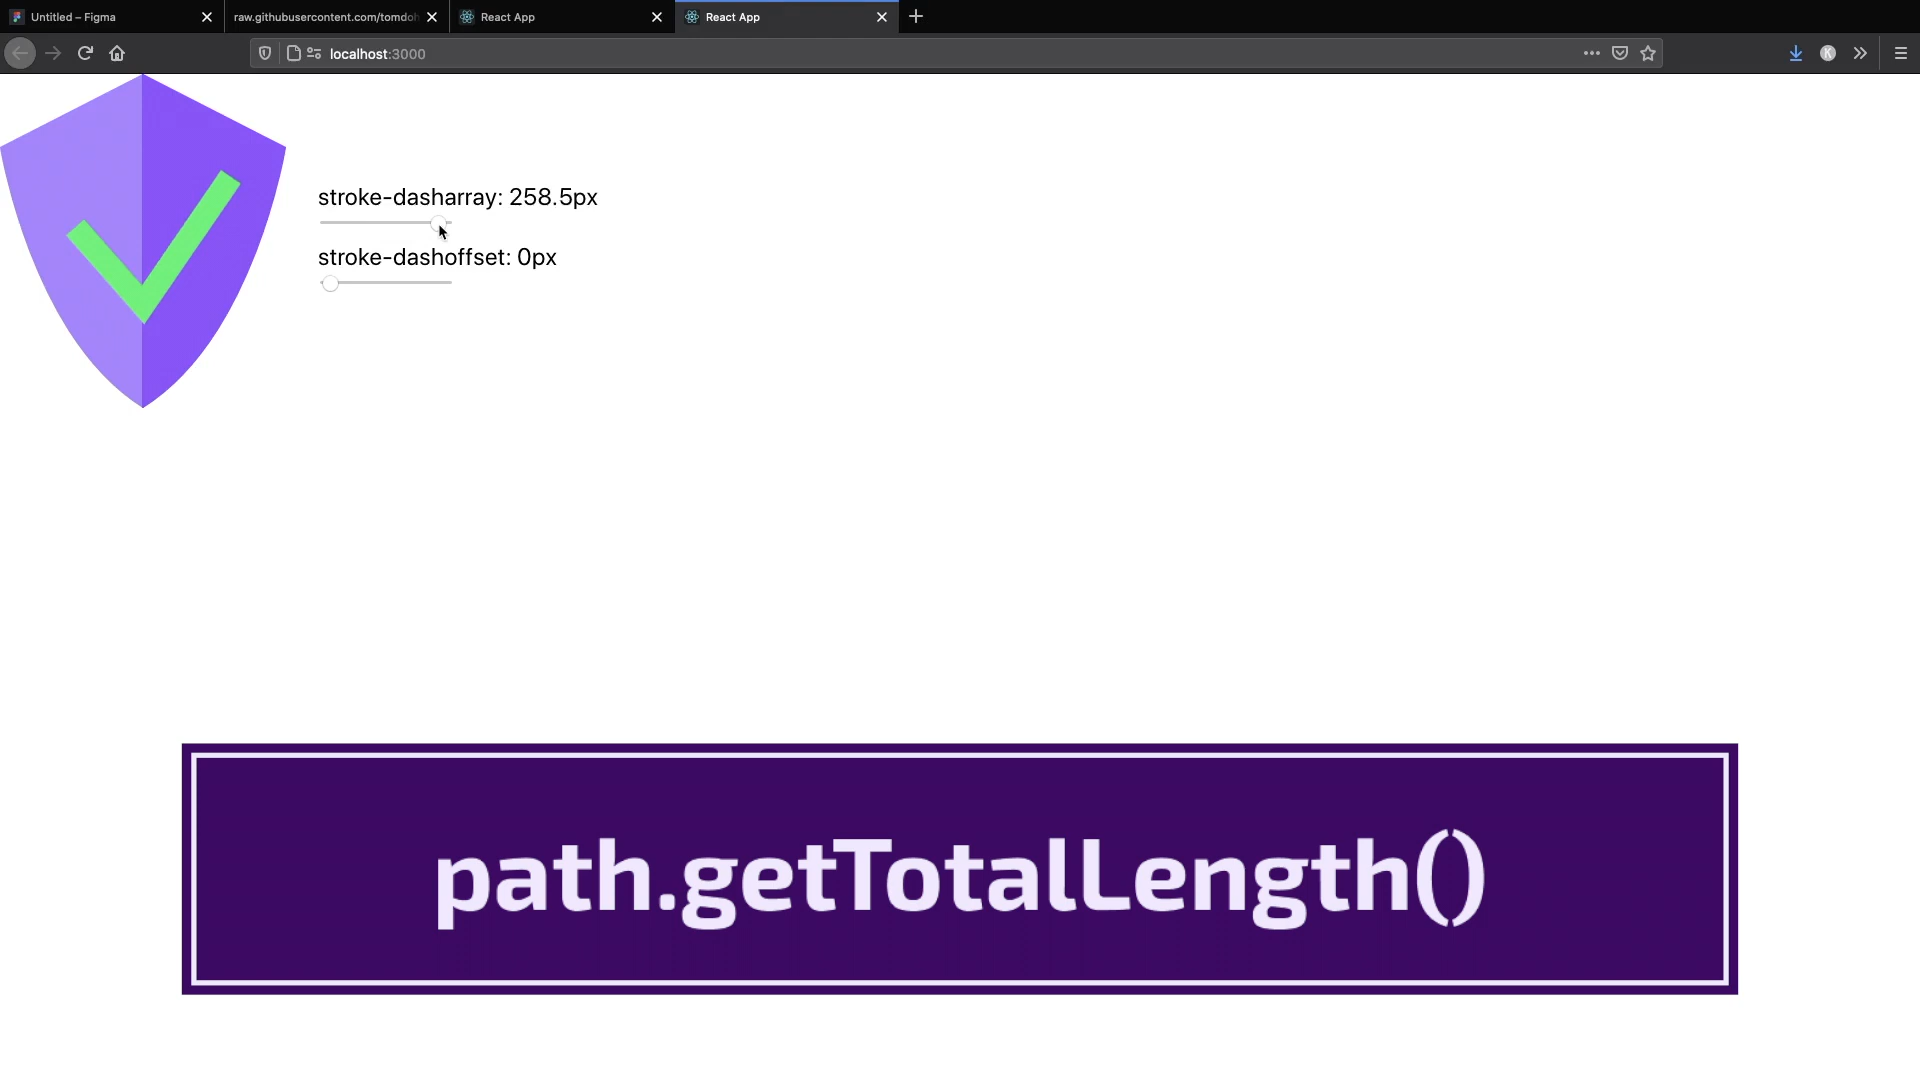 Untitled – Figma
raw.githubusercontent.com/tomdoh
React App
React App
localhost:3000
K
stroke-dasharray: 258.5px
stroke-dashoffset: 0px
path.getTotalLength()